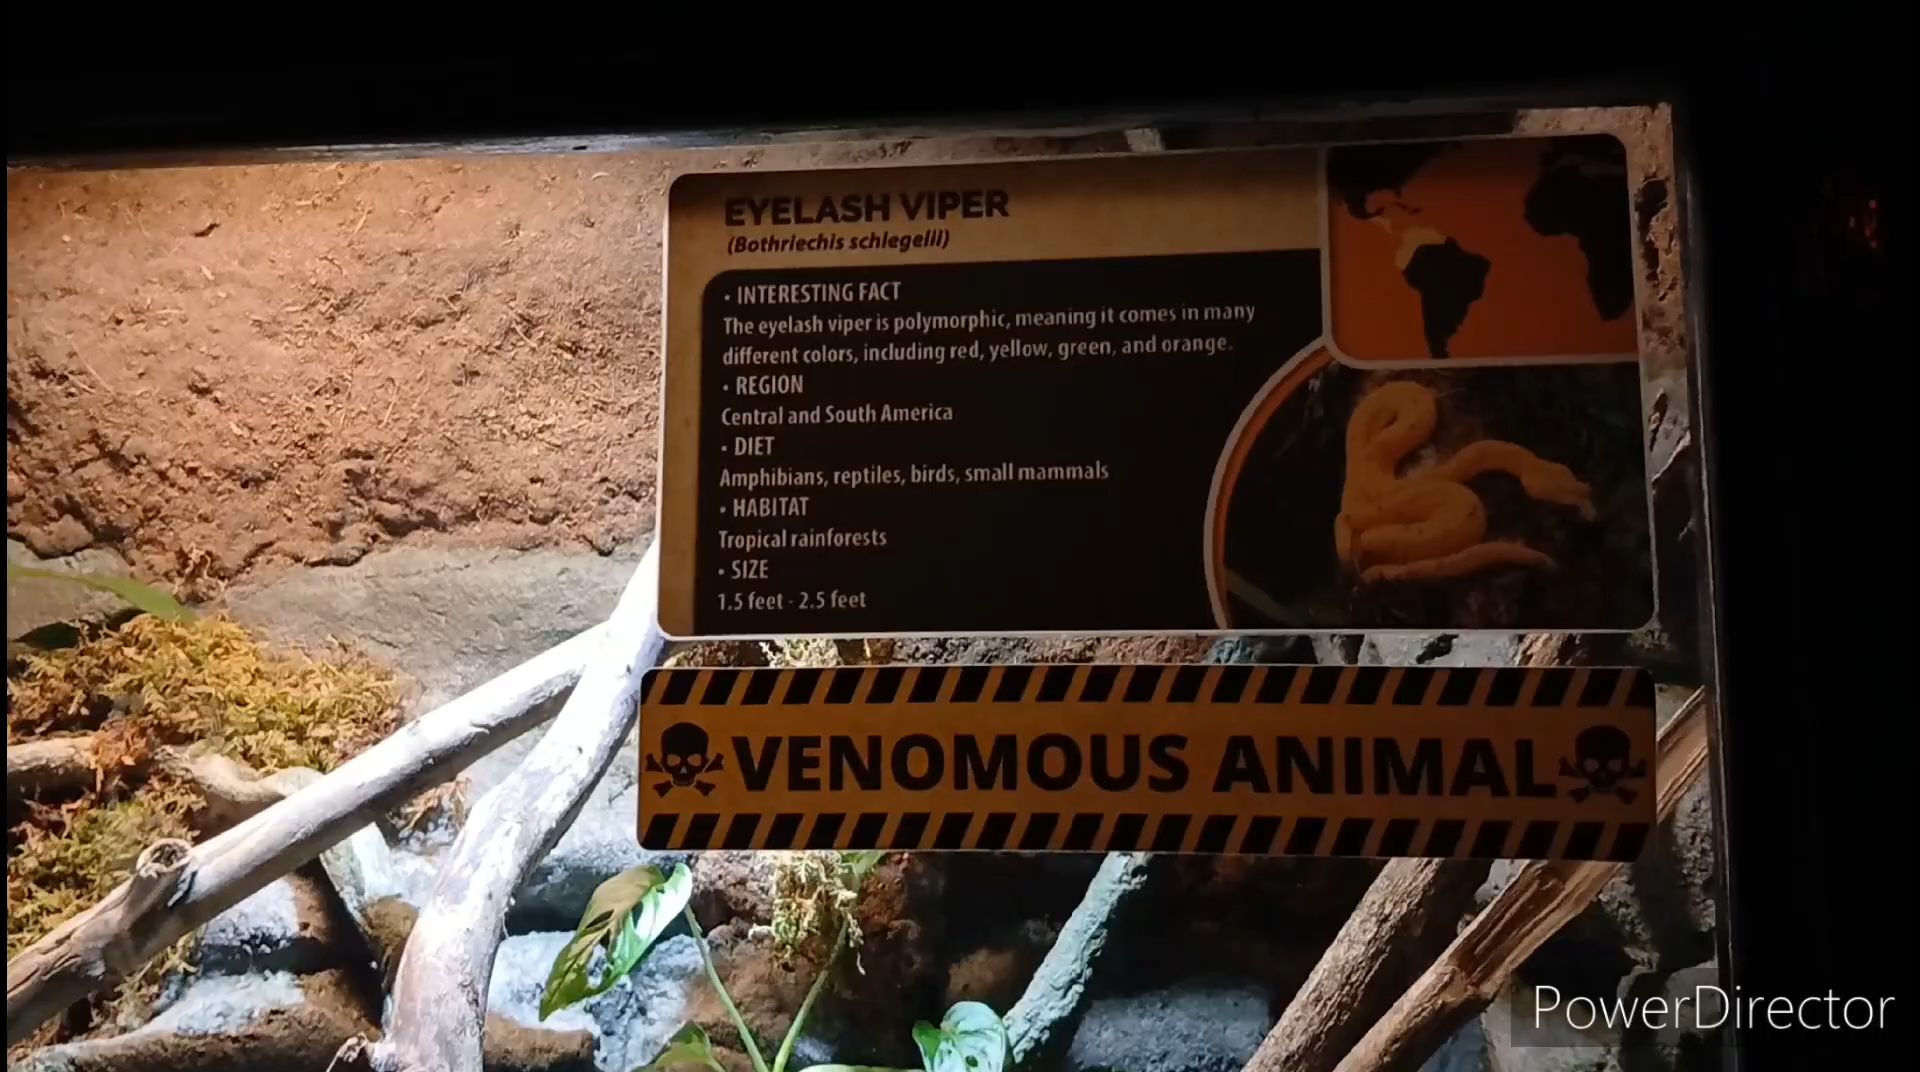 EYELASH VIPER
(Bothriechis schlegelii)
• INTERESTING FACT
The eyelash viper is polymorphic, meaning it comes in many
different colors, including red, yellow, green, and orange.
• REGION
Central and South America
• DIET
Amphibians, reptiles, birds, small mammals
• HABITAT
Tropical rainforests
• SIZE
1.5 feet - 2.5 feet
VENOMOUS ANIMAL
PowerDirector